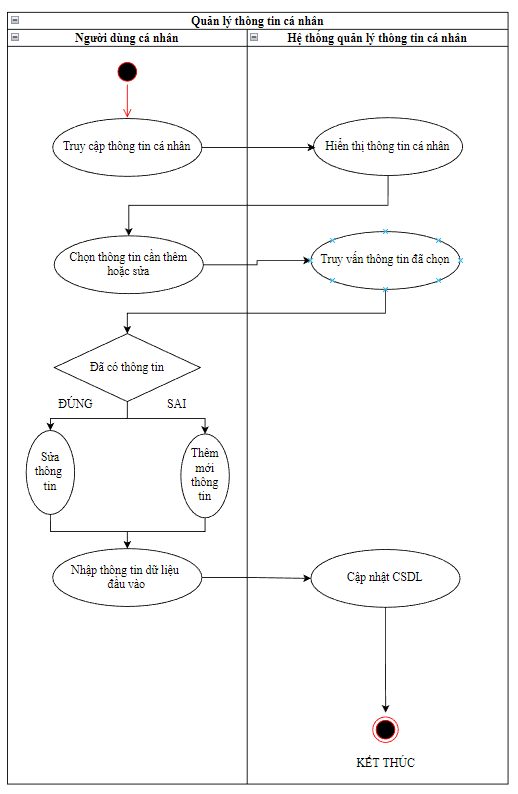 Quản lý thông tin cá nhân
Người dùng cá nhân
Hệ thống quản lý thông tin cá nhân
Truy cập thông tin cá nhân
Hiển thị thông tin cá nhân
Chọn thông tin cần thêm
hoặc sửa
Truy vấn thông tin đã chọn
Đã có thông tin
ĐÚNG
SAI
Sửa
thông
tin
Thêm
mới
thông
tin
Nhập thông tin dữ liệu
đầu vào
Cập nhật CSDL
KẾT THÚC